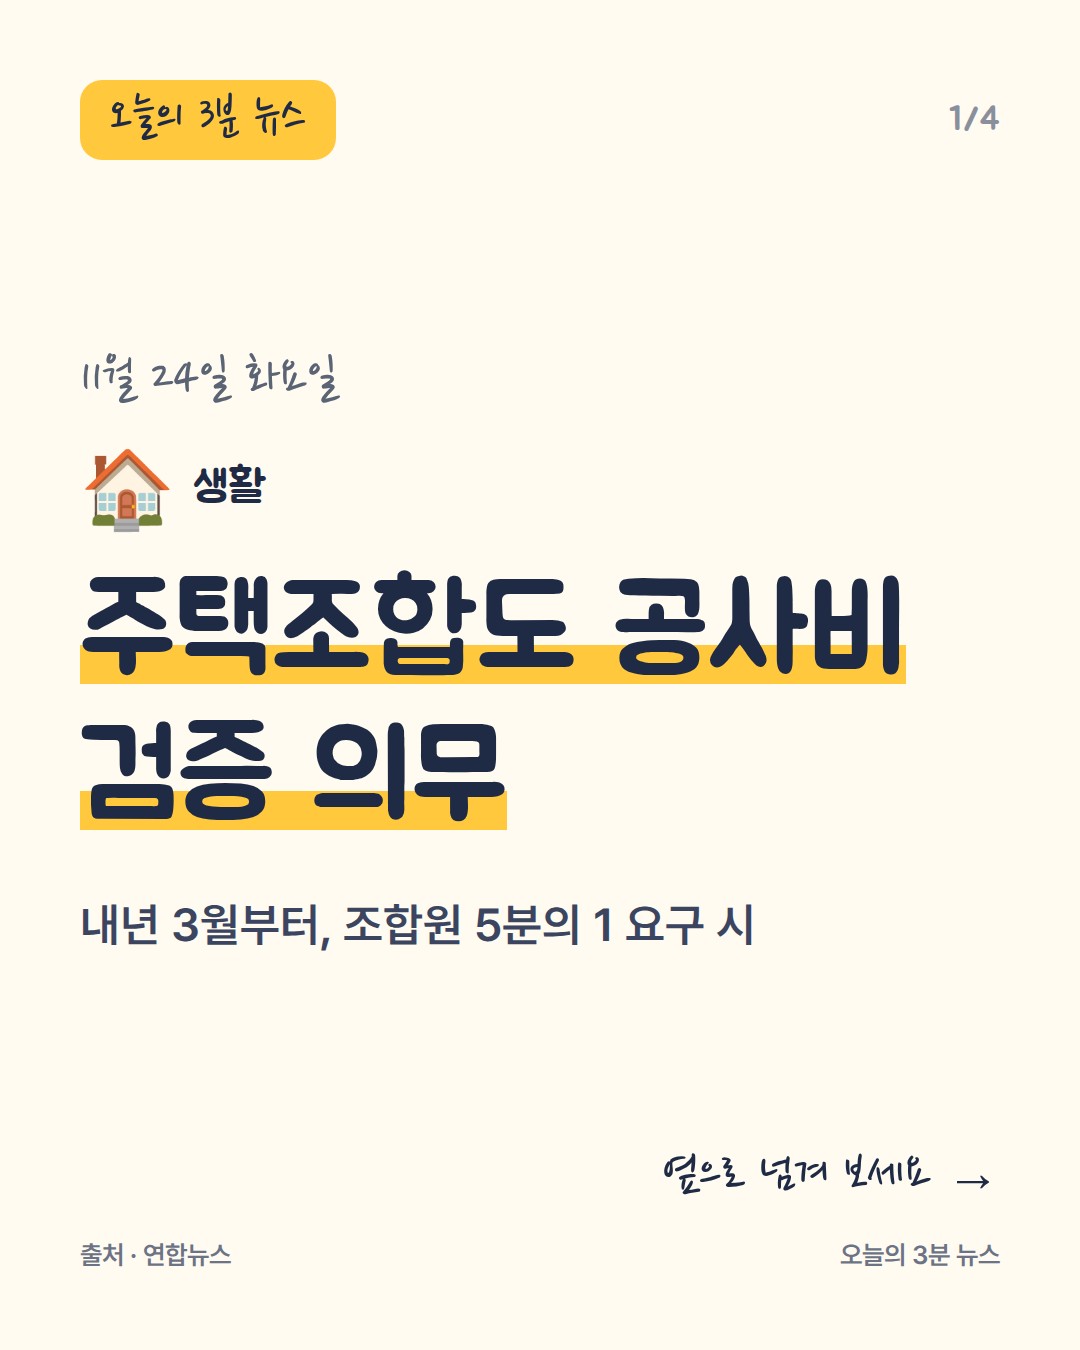 오늘의 3분 뉴스
1/4
11월 24일 화요일
생활
주택조합도 공사비
검증 의무
내년 3월부터, 조합원 5분의 1 요구 시
옆으로 넘겨 보세요 →
출처 · 연합뉴스
오늘의 3분 뉴스